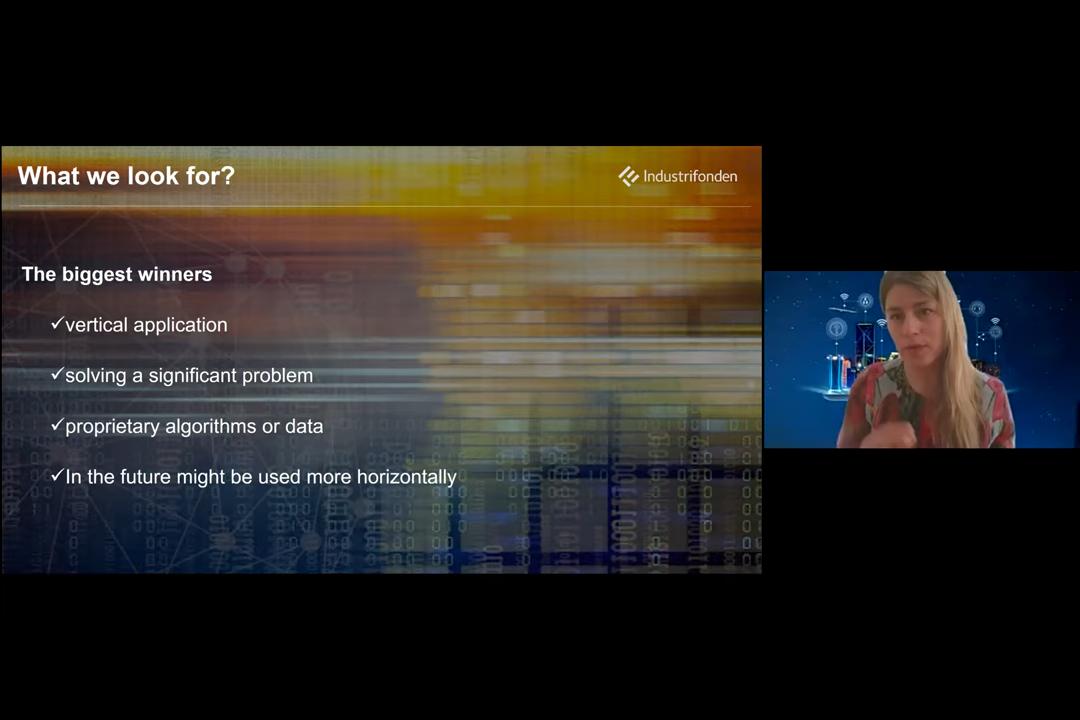 What we look for?
Industrifonden
The biggest winners
✓vertical application
✓solving a significant problem
✓proprietary algorithms or data
✓In the future might be used more horizontally